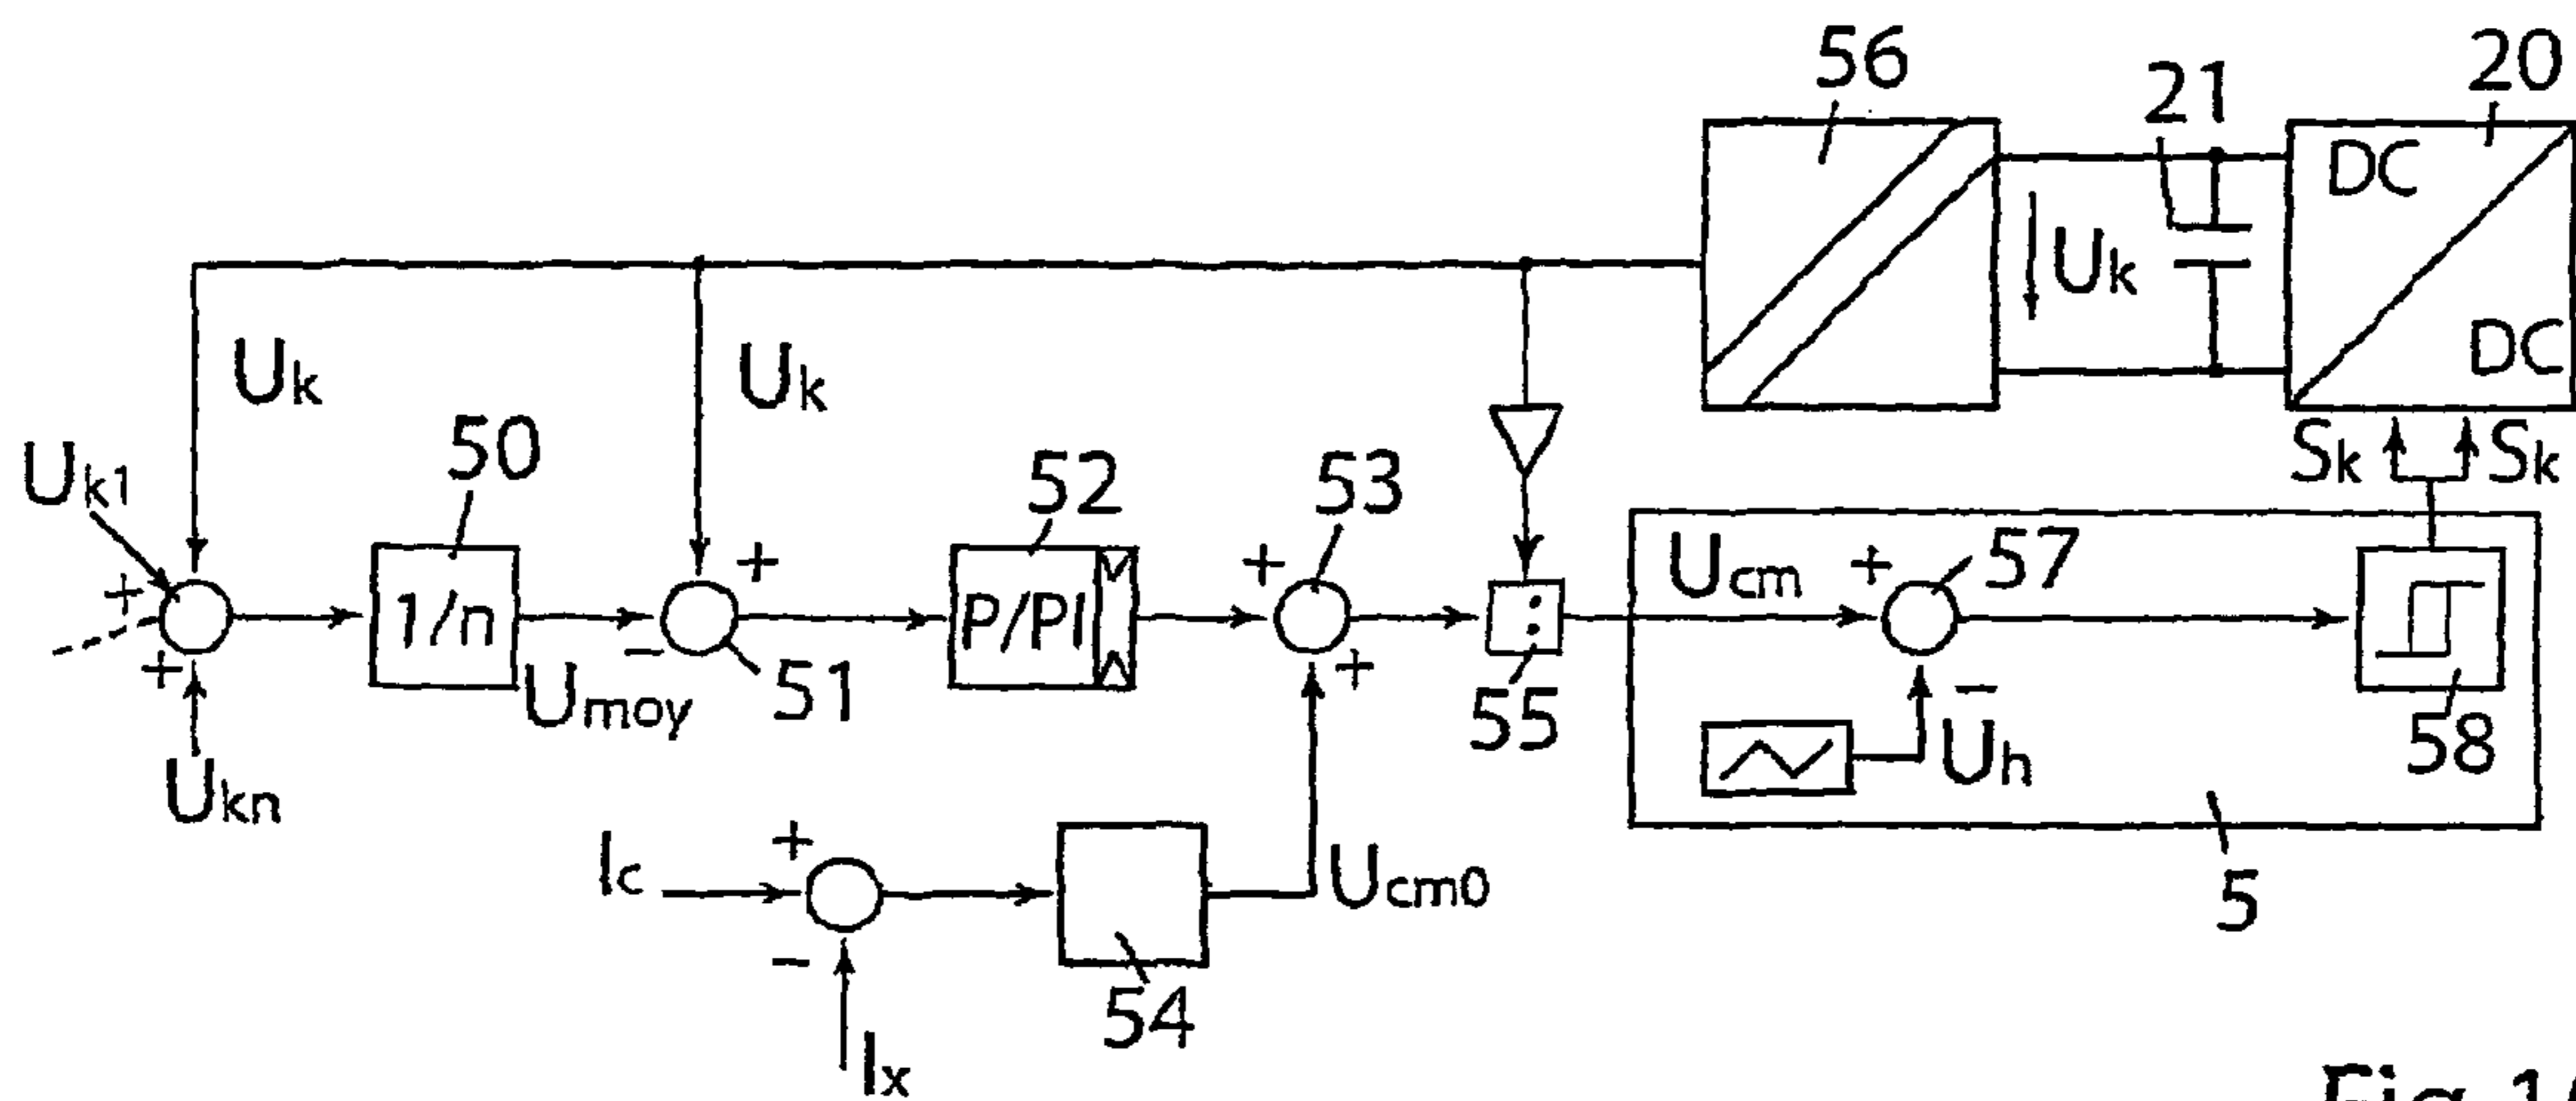 56
21
20
DC
Uk
DC
Uk
Uk
Sk
Sk
Uk1
50
52
53
+
+
+
Ucm
+
57
1/n
P/PI
:
+
−
51
+
−
Umoy
55
Uh
58
Ukn
Ic
+
Ucm0
5
−
54
Ix